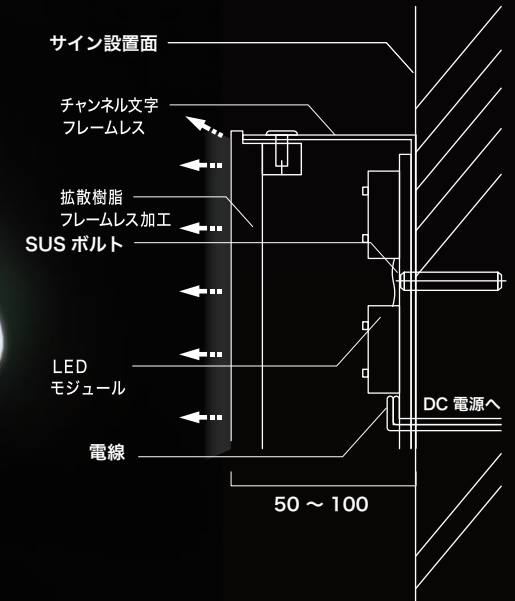 サイン設置面
チャンネル文字
フレームレス
拡散樹脂
フレームレス加工
SUS ボルト
LED
モジュール
DC 電源へ
電線
50 〜 100